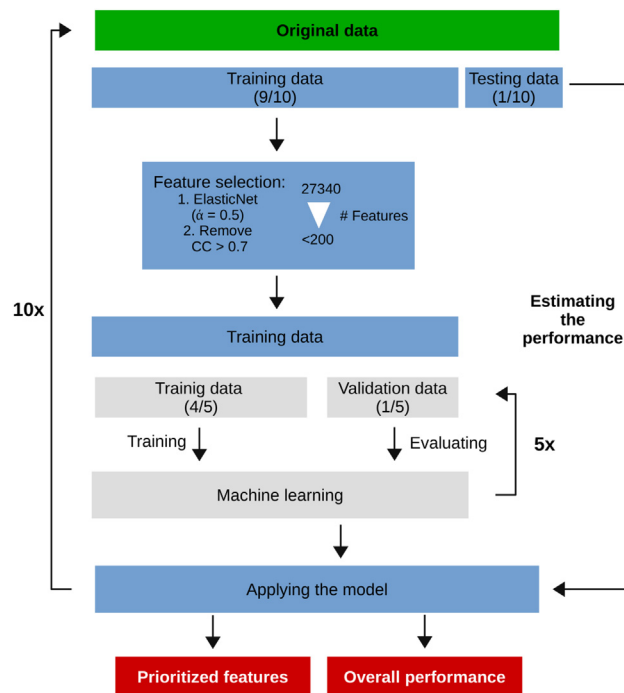 Original data
Training data
(9/10)
Testing data
(1/10)
Feature selection:
1. ElasticNet
(ά = 0.5)
2. Remove
CC > 0.7
27340
# Features
<200
10x
Estimating
the
performance
Training data
Trainig data
(4/5)
Validation data
(1/5)
Training
Evaluating
5x
Machine learning
Applying the model
Prioritized features
Overall performance